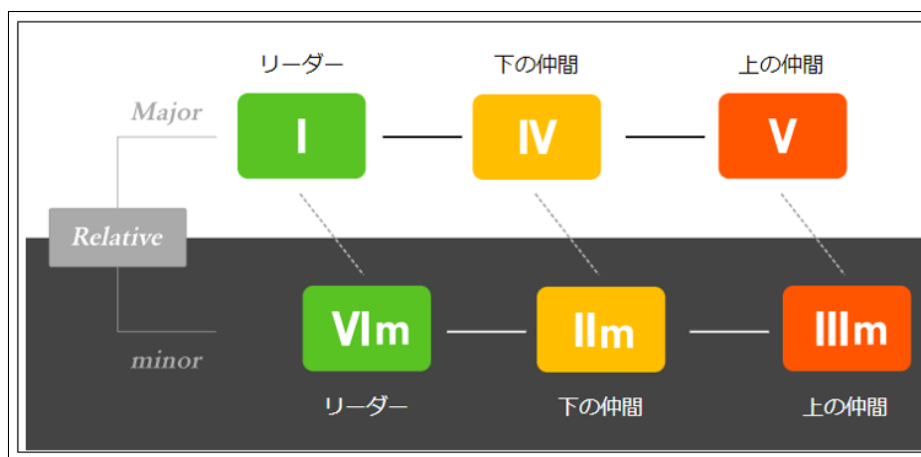 リーダー
下の仲間
上の仲間
Major
I
IV
V
Relative
VIm
IIm
IIIm
minor
リーダー
下の仲間
上の仲間